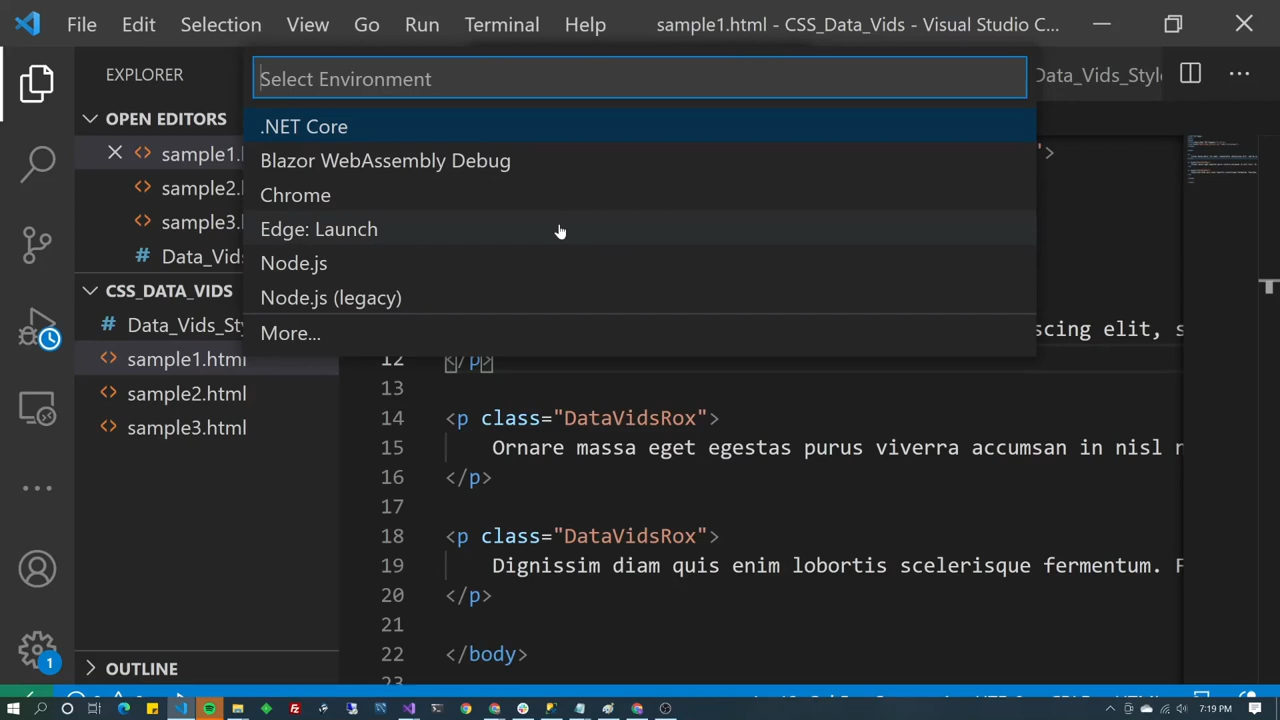 File Edit Selection View Go Run Terminal Help sample1.html - CSS_Data_Vids - Visual Studio C...
EXPLORER
Select Environment
Data_Vids_Style
OPEN EDITORS
.NET Core
sample1.h
Blazor WebAssembly Debug
sample2.h
Chrome
sample3.h
Edge: Launch
# Data_Vids
Node.js
CSS_DATA_VIDS
Node.js (legacy)
# Data_Vids_Sty
More...
scing elit, s
sample1.html
12 </p>
sample2.html
13
sample3.html
14 <p class="DataVidsRox">
15 Ornare massa eget egestas purus viverra accumsan in nisl n
16 </p>
17
18 <p class="DataVidsRox">
19 Dignissim diam quis enim lobortis scelerisque fermentum. F
20 </p>
21
22 </body>
23
1
OUTLINE
7:19 PM